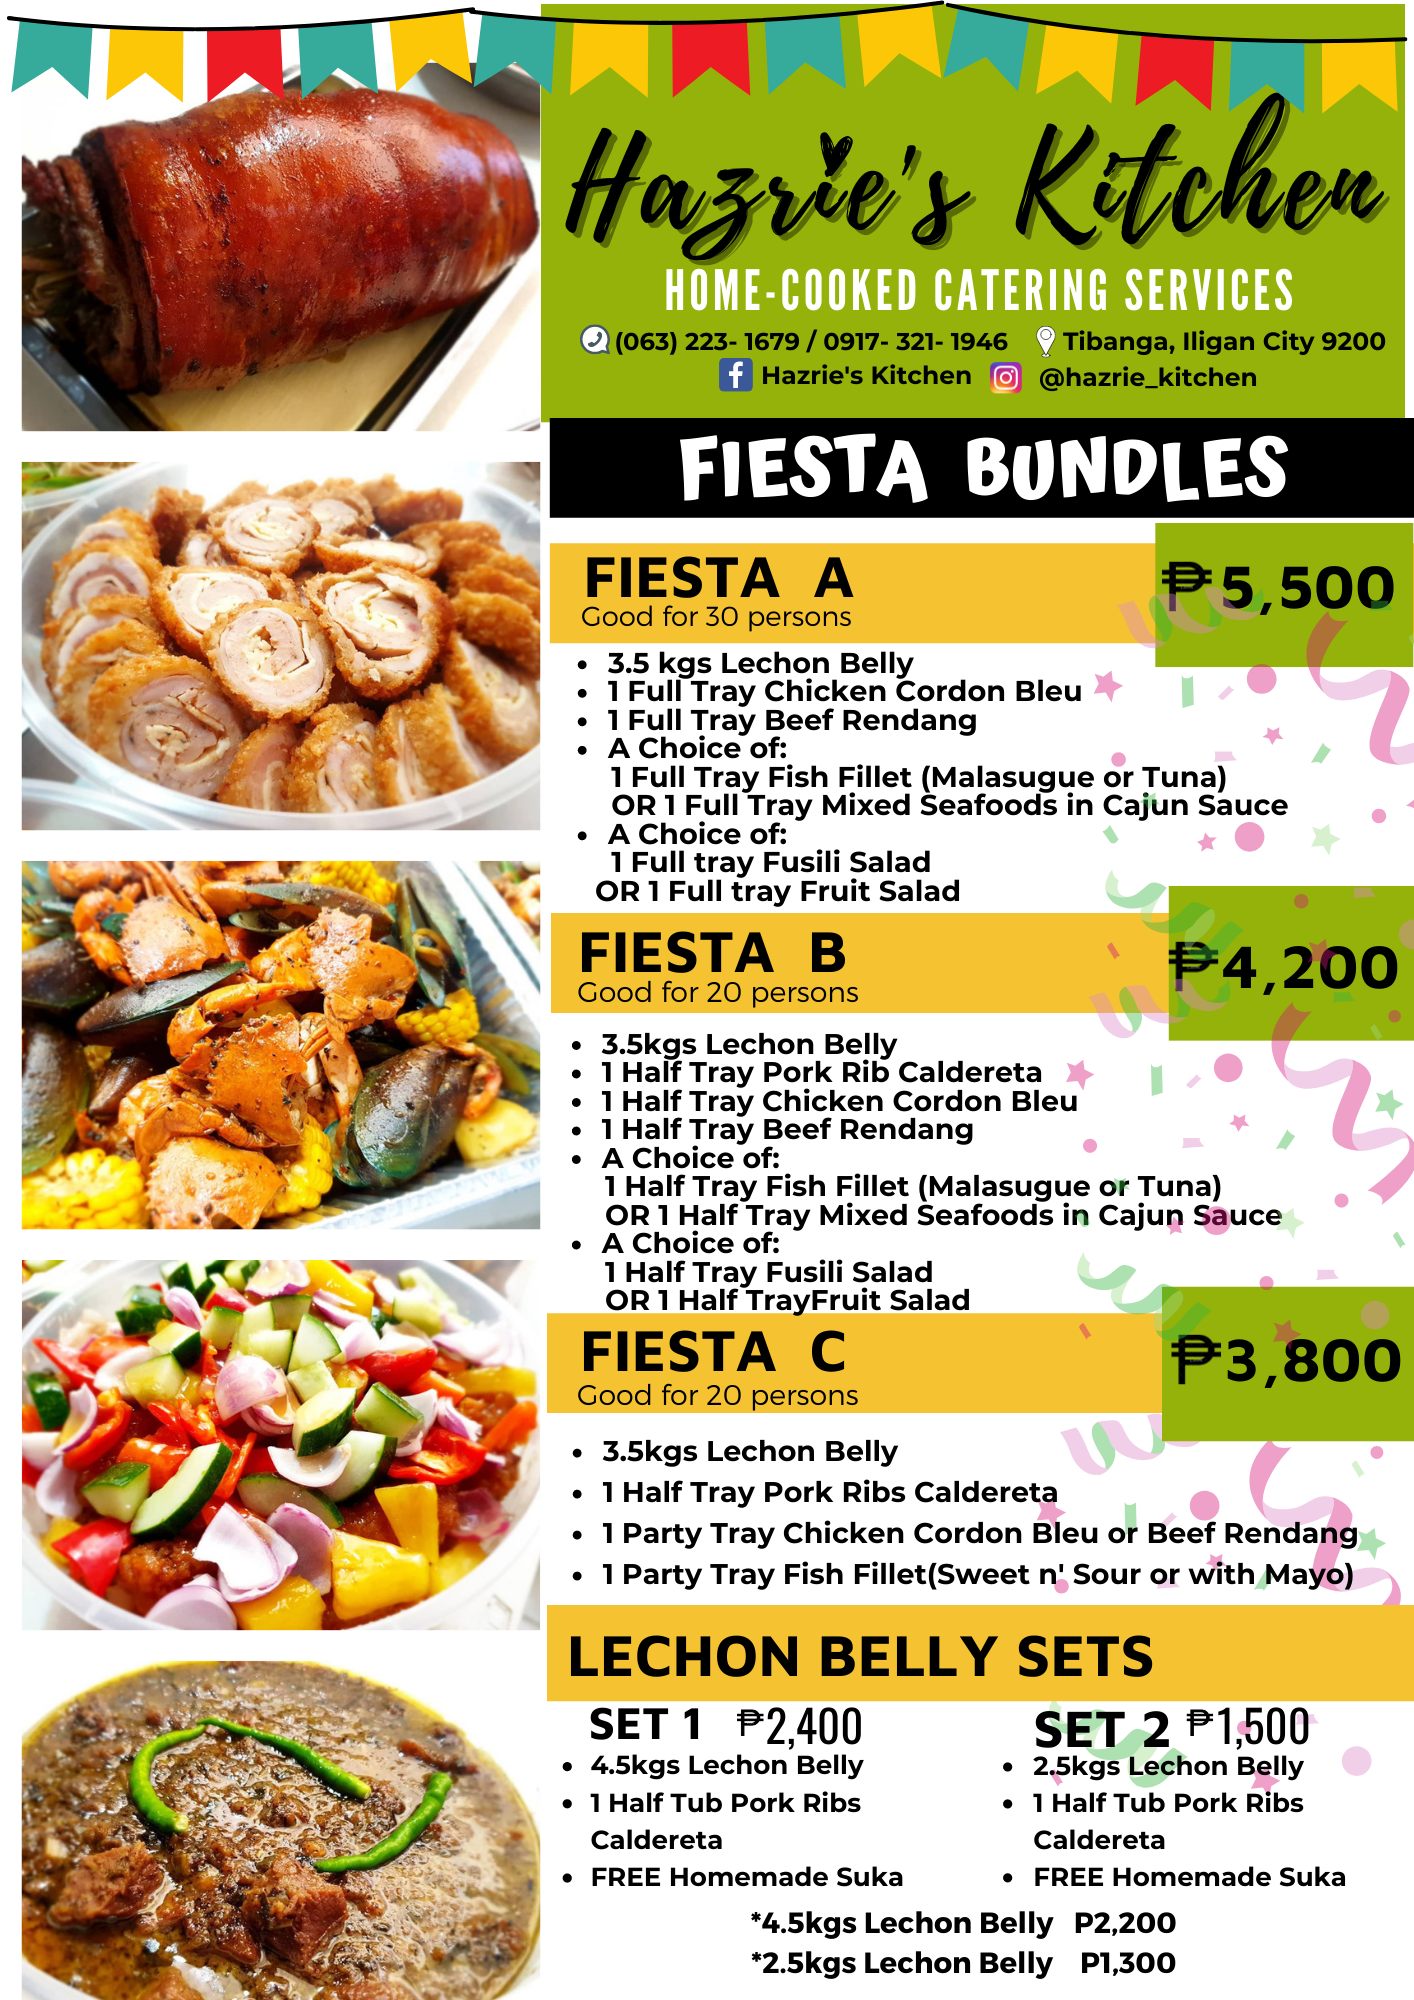 Hazrie's Kitchen
HOME-COOKED CATERING SERVICES
(063) 223- 1679 / 0917- 321- 1946 Tibanga, Iligan City 9200
Hazrie's Kitchen @hazrie_kitchen
FIESTA BUNDLES
FIESTA A ₱5,500
Good for 30 persons
• 3.5 kgs Lechon Belly
• 1 Full Tray Chicken Cordon Bleu
• 1 Full Tray Beef Rendang
• A Choice of:
1 Full Tray Fish Fillet (Malasugue or Tuna)
OR 1 Full Tray Mixed Seafoods in Cajun Sauce
• A Choice of:
1 Full tray Fusili Salad
OR 1 Full tray Fruit Salad
FIESTA B ₱4,200
Good for 20 persons
• 3.5kgs Lechon Belly
• 1 Half Tray Pork Rib Caldereta
• 1 Half Tray Chicken Cordon Bleu
• 1 Half Tray Beef Rendang
• A Choice of:
1 Half Tray Fish Fillet (Malasugue or Tuna)
OR 1 Half Tray Mixed Seafoods in Cajun Sauce
• A Choice of:
1 Half Tray Fusili Salad
OR 1 Half TrayFruit Salad
FIESTA C ₱3,800
Good for 20 persons
• 3.5kgs Lechon Belly
• 1 Half Tray Pork Ribs Caldereta
• 1 Party Tray Chicken Cordon Bleu or Beef Rendang
• 1 Party Tray Fish Fillet(Sweet n' Sour or with Mayo)
LECHON BELLY SETS
SET 1 ₱2,400
• 4.5kgs Lechon Belly
• 1 Half Tub Pork Ribs
Caldereta
• FREE Homemade Suka
SET 2 ₱1,500
• 2.5kgs Lechon Belly
• 1 Half Tub Pork Ribs
Caldereta
• FREE Homemade Suka
*4.5kgs Lechon Belly P2,200
*2.5kgs Lechon Belly P1,300